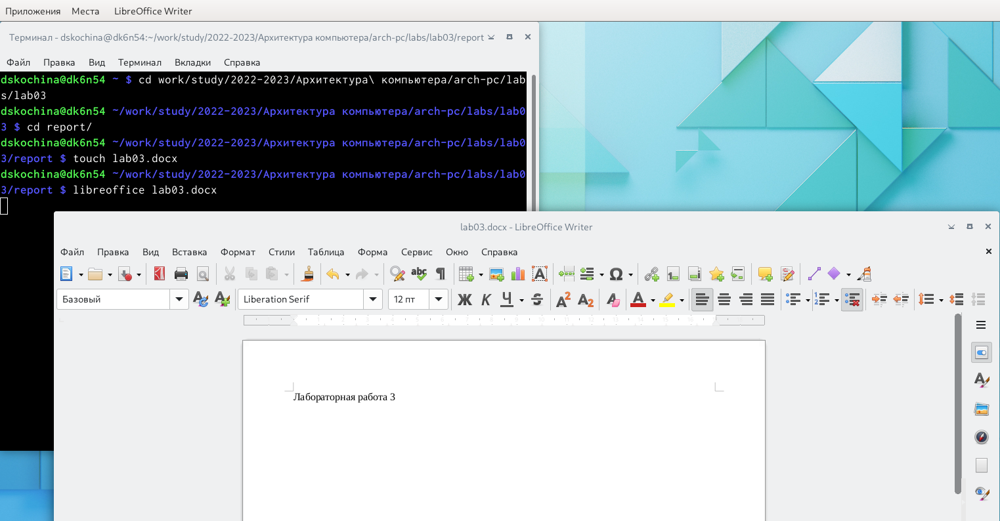 Приложения Места LibreOffice Writer
Терминал - dskochina@dk6n54:~/work/study/2022-2023/Архитектура компьютера/arch-pc/labs/lab03/report
Файл Правка Вид Терминал Вкладки Справка
dskochina@dk6n54 ~ $ cd work/study/2022-2023/Архитектура\ компьютера/arch-pc/lab
s/lab03
dskochina@dk6n54 ~/work/study/2022-2023/Архитектура компьютера/arch-pc/labs/lab0
3 $ cd report/
dskochina@dk6n54 ~/work/study/2022-2023/Архитектура компьютера/arch-pc/labs/lab0
3/report $ touch lab03.docx
dskochina@dk6n54 ~/work/study/2022-2023/Архитектура компьютера/arch-pc/labs/lab0
3/report $ libreoffice lab03.docx
lab03.docx - LibreOffice Writer
Файл Правка Вид Вставка Формат Стили Таблица Форма Сервис Окно Справка
Базовый Liberation Serif 12 пт Ж К Ч S
Лабораторная работа 3